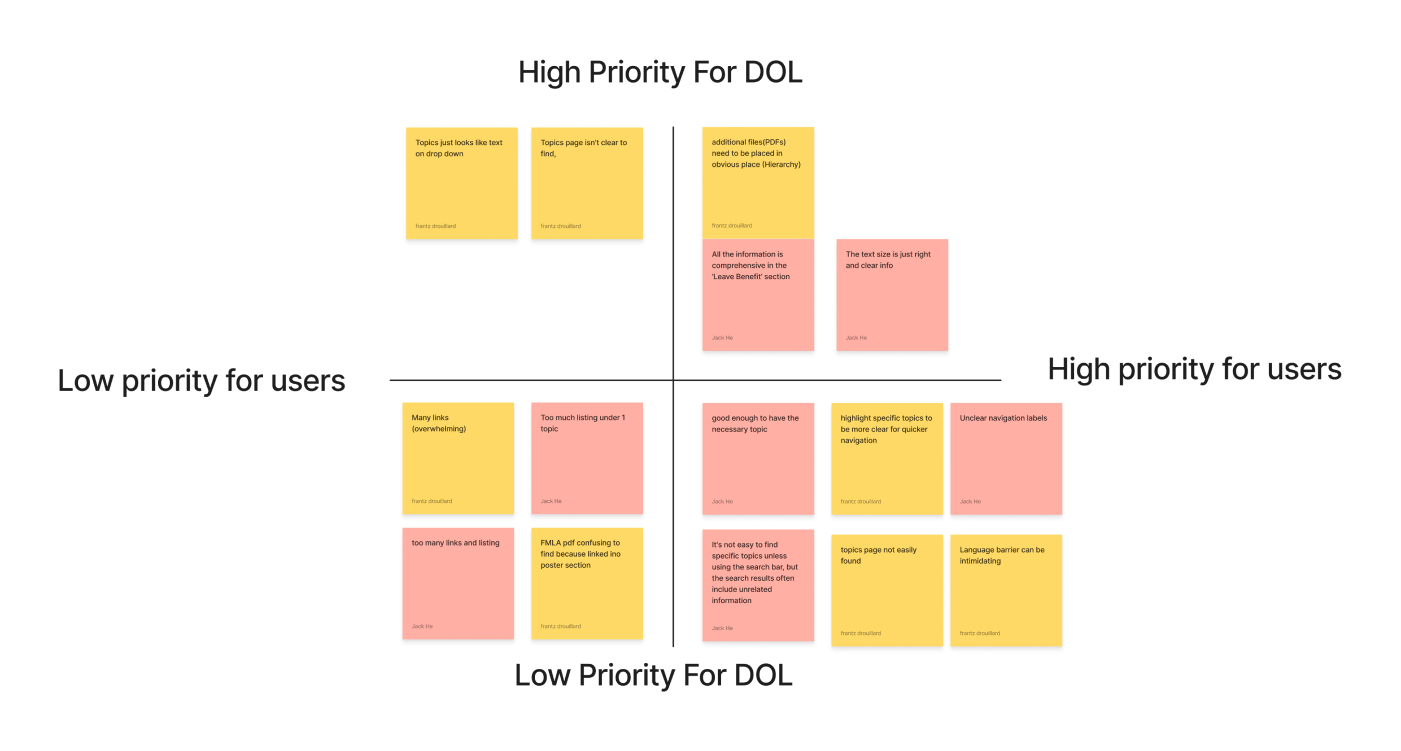 High Priority For DOL
Topics just looks like text
on drop down
frantz drouillard
Topics page isn't clear to
find,
frantz drouillard
additional files(PDFs)
need to be placed in
obvious place (Hierarchy)
frantz drouillard
All the information is
comprehensive in the
'Leave Benefit' section
Jack He
The text size is just right
and clear info
Jack He
Low priority for users
High priority for users
Many links
(overwhelming)
frantz drouillard
Too much listing under 1
topic
Jack He
good enough to have the
necessary topic
Jack He
highlight specific topics to
be more clear for quicker
navigation
frantz drouillard
Unclear navigation labels
Jack He
too many links and listing
Jack He
FMLA pdf confusing to
find because linked ino
poster section
frantz drouillard
It's not easy to find
specific topics unless
using the search bar, but
the search results often
include unrelated
information
Jack He
topics page not easily
found
frantz drouillard
Language barrier can be
intimidating
frantz drouillard
Low Priority For DOL